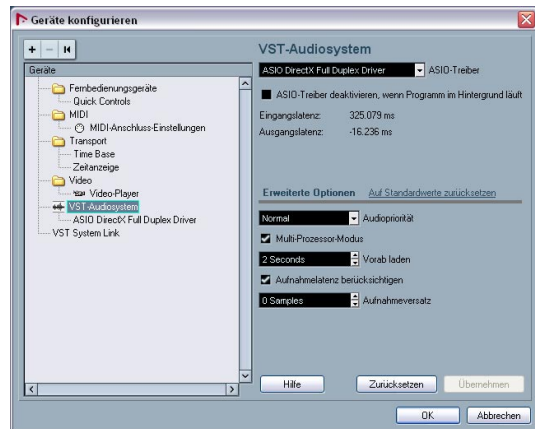 Geräte konfigurieren
Geräte
Fernbedienungsgeräte
Quick Controls
MIDI
MIDI-Anschluss-Einstellungen
Transport
Time Base
Zeitanzeige
Video
Video-Player
VST-Audiosystem
ASIO DirectX Full Duplex Driver
VST System Link
VST-Audiosystem
ASIO DirectX Full Duplex Driver ASIO-Treiber
ASIO-Treiber deaktivieren, wenn Programm im Hintergrund läuft
Eingangslatenz: 325.079 ms
Ausgangslatenz: -16.236 ms
Erweiterte Optionen Auf Standardwerte zurücksetzen
Normal Audiopriorität
Multi-Prozessor-Modus
2 Seconds Vorab laden
Aufnahmelatenz berücksichtigen
0 Samples Aufnahmeversatz
Hilfe Zurücksetzen Übernehmen
OK Abbrechen